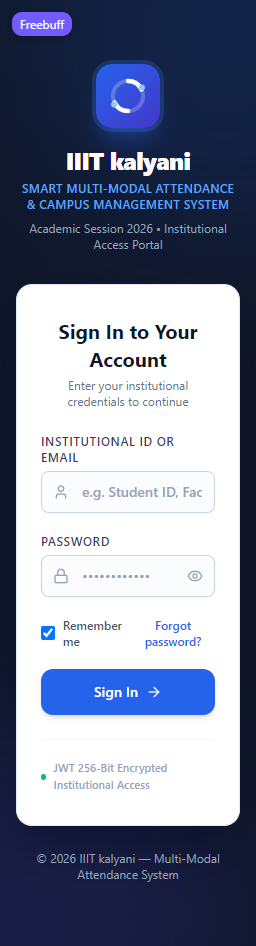 Freebuff
IIIT kalyani
SMART MULTI-MODAL ATTENDANCE
& CAMPUS MANAGEMENT SYSTEM
Academic Session 2026 • Institutional
Access Portal
Sign In to Your
Account
Enter your institutional
credentials to continue
INSTITUTIONAL ID OR
EMAIL
e.g. Student ID, Fac
PASSWORD
••••••••••••
Remember
me
Forgot
password?
Sign In →
JWT 256-Bit Encrypted
Institutional Access
© 2026 IIIT kalyani — Multi-Modal
Attendance System